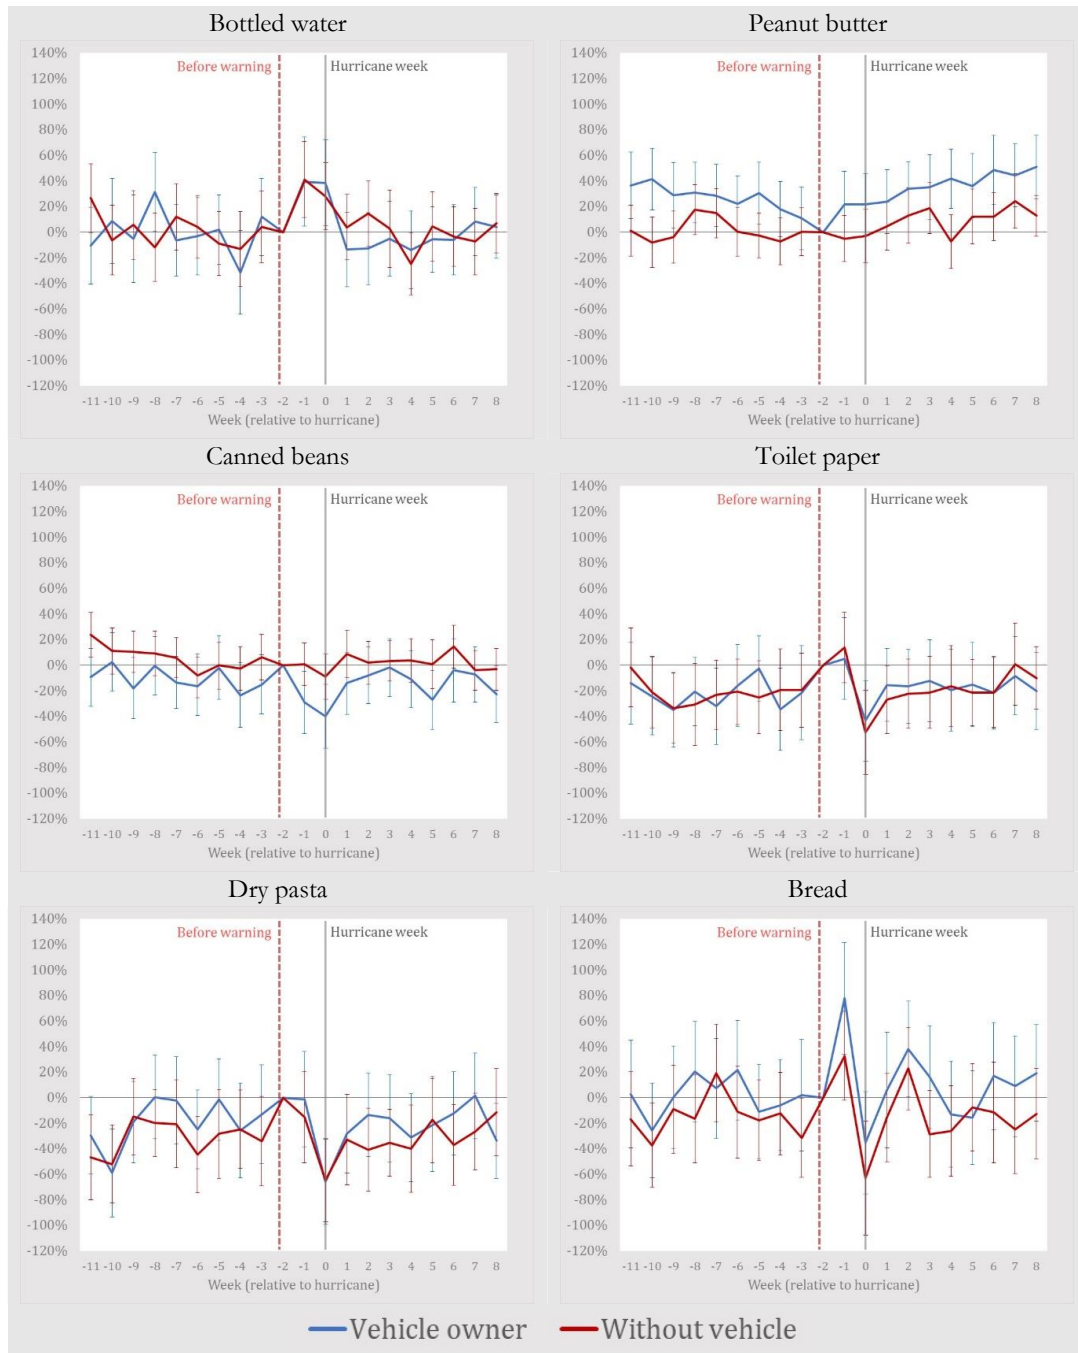 Bottled water
140%
120%
100%
80%
60%
40%
20%
0%
-20%
-40%
-60%
-80%
-100%
-120%
Before warning
Hurricane week
-11 -10 -9 -8 -7 -6 -5 -4 -3 -2 -1 0 1 2 3 4 5 6 7 8
Week (relative to hurricane)
Peanut butter
140%
120%
100%
80%
60%
40%
20%
0%
-20%
-40%
-60%
-80%
-100%
-120%
Before warning
Hurricane week
-11 -10 -9 -8 -7 -6 -5 -4 -3 -2 -1 0 1 2 3 4 5 6 7 8
Week (relative to hurricane)
Canned beans
140%
120%
100%
80%
60%
40%
20%
0%
-20%
-40%
-60%
-80%
-100%
-120%
Before warning
Hurricane week
-11 -10 -9 -8 -7 -6 -5 -4 -3 -2 -1 0 1 2 3 4 5 6 7 8
Week (relative to hurricane)
Toilet paper
140%
120%
100%
80%
60%
40%
20%
0%
-20%
-40%
-60%
-80%
-100%
-120%
Before warning
Hurricane week
-11 -10 -9 -8 -7 -6 -5 -4 -3 -2 -1 0 1 2 3 4 5 6 7 8
Week (relative to hurricane)
Dry pasta
140%
120%
100%
80%
60%
40%
20%
0%
-20%
-40%
-60%
-80%
-100%
-120%
Before warning
Hurricane week
-11 -10 -9 -8 -7 -6 -5 -4 -3 -2 -1 0 1 2 3 4 5 6 7 8
Week (relative to hurricane)
Bread
140%
120%
100%
80%
60%
40%
20%
0%
-20%
-40%
-60%
-80%
-100%
-120%
Before warning
Hurricane week
-11 -10 -9 -8 -7 -6 -5 -4 -3 -2 -1 0 1 2 3 4 5 6 7 8
Week (relative to hurricane)
Vehicle owner
Without vehicle